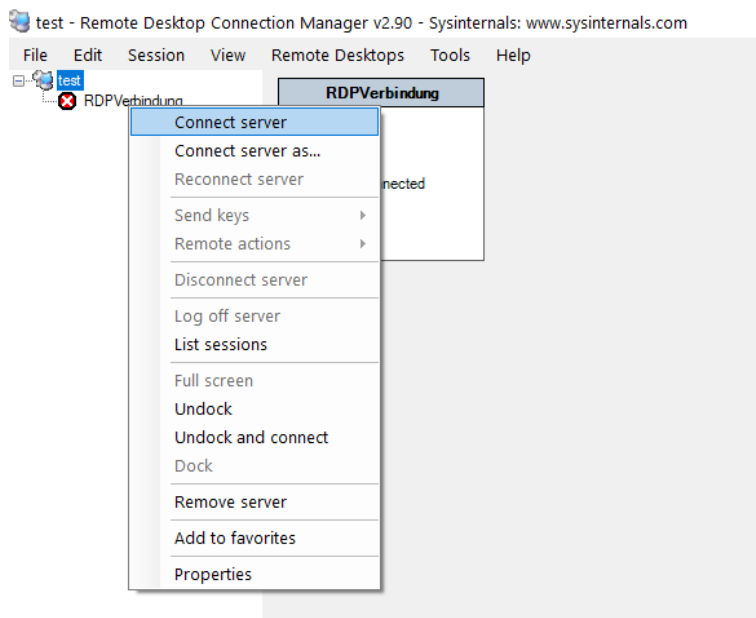 test - Remote Desktop Connection Manager v2.90 - Sysinternals: www.sysinternals.com
File Edit Session View Remote Desktops Tools Help
test
RDPVerbindung
RDPVerbindung
nnected
Connect server
Connect server as...
Reconnect server
Send keys
Remote actions
Disconnect server
Log off server
List sessions
Full screen
Undock
Undock and connect
Dock
Remove server
Add to favorites
Properties